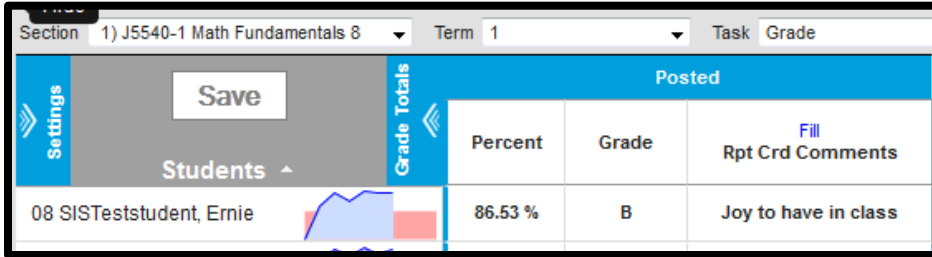 Section 1) J5540-1 Math Fundamentals 8 Term 1 Task Grade
Settings
Save
Students
Grade Totals
Posted
Percent Grade Fill
Rpt Crd Comments
08 SISTeststudent, Ernie 86.53 % B Joy to have in class